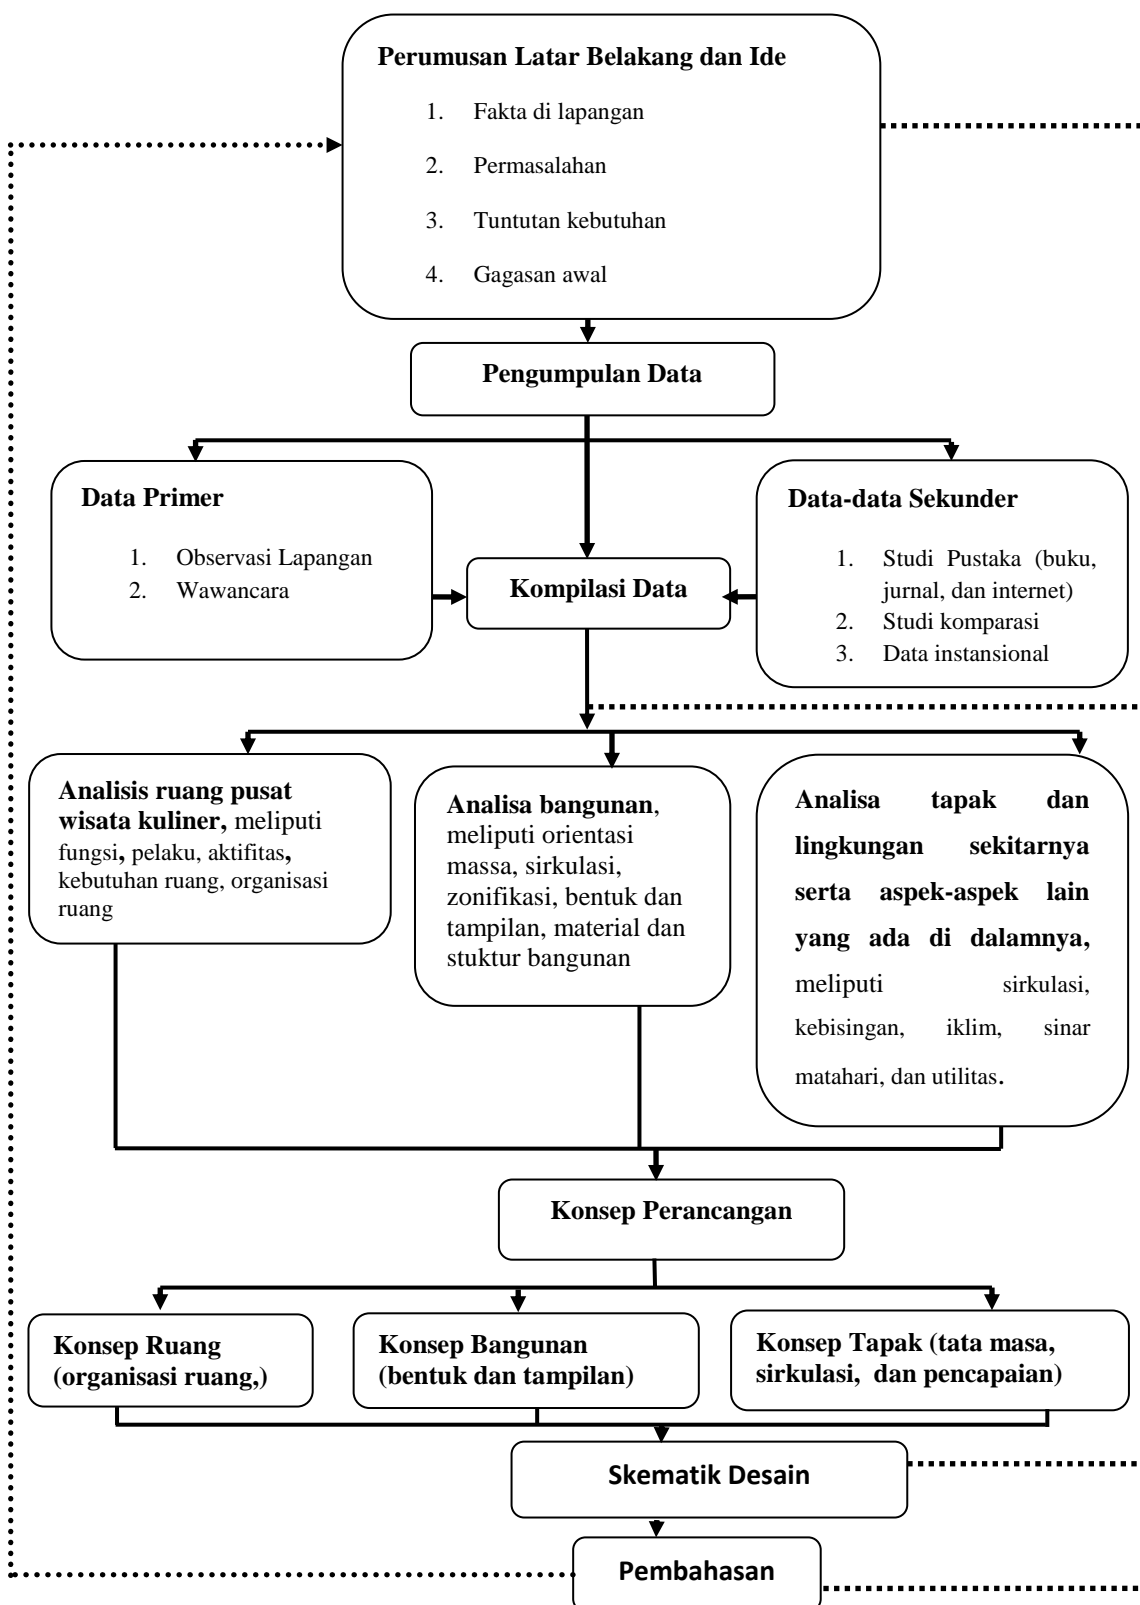 Perumusan Latar Belakang dan Ide
1. Fakta di lapangan
2. Permasalahan
3. Tuntutan kebutuhan
4. Gagasan awal
Pengumpulan Data
Data Primer
1. Observasi Lapangan
2. Wawancara
Kompilasi Data
Data-data Sekunder
1. Studi Pustaka (buku,
jurnal, dan internet)
2. Studi komparasi
3. Data instansional
Analisis ruang pusat
wisata kuliner, meliputi
fungsi, pelaku, aktifitas,
kebutuhan ruang, organisasi
ruang
Analisa bangunan,
meliputi orientasi
massa, sirkulasi,
zonifikasi, bentuk dan
tampilan, material dan
stuktur bangunan
Analisa tapak dan
lingkungan sekitarnya
serta aspek-aspek lain
yang ada di dalamnya,
meliputi sirkulasi,
kebisingan, iklim, sinar
matahari, dan utilitas.
Konsep Perancangan
Konsep Ruang
(organisasi ruang,)
Konsep Bangunan
(bentuk dan tampilan)
Konsep Tapak (tata masa,
sirkulasi, dan pencapaian)
Skematik Desain
Pembahasan